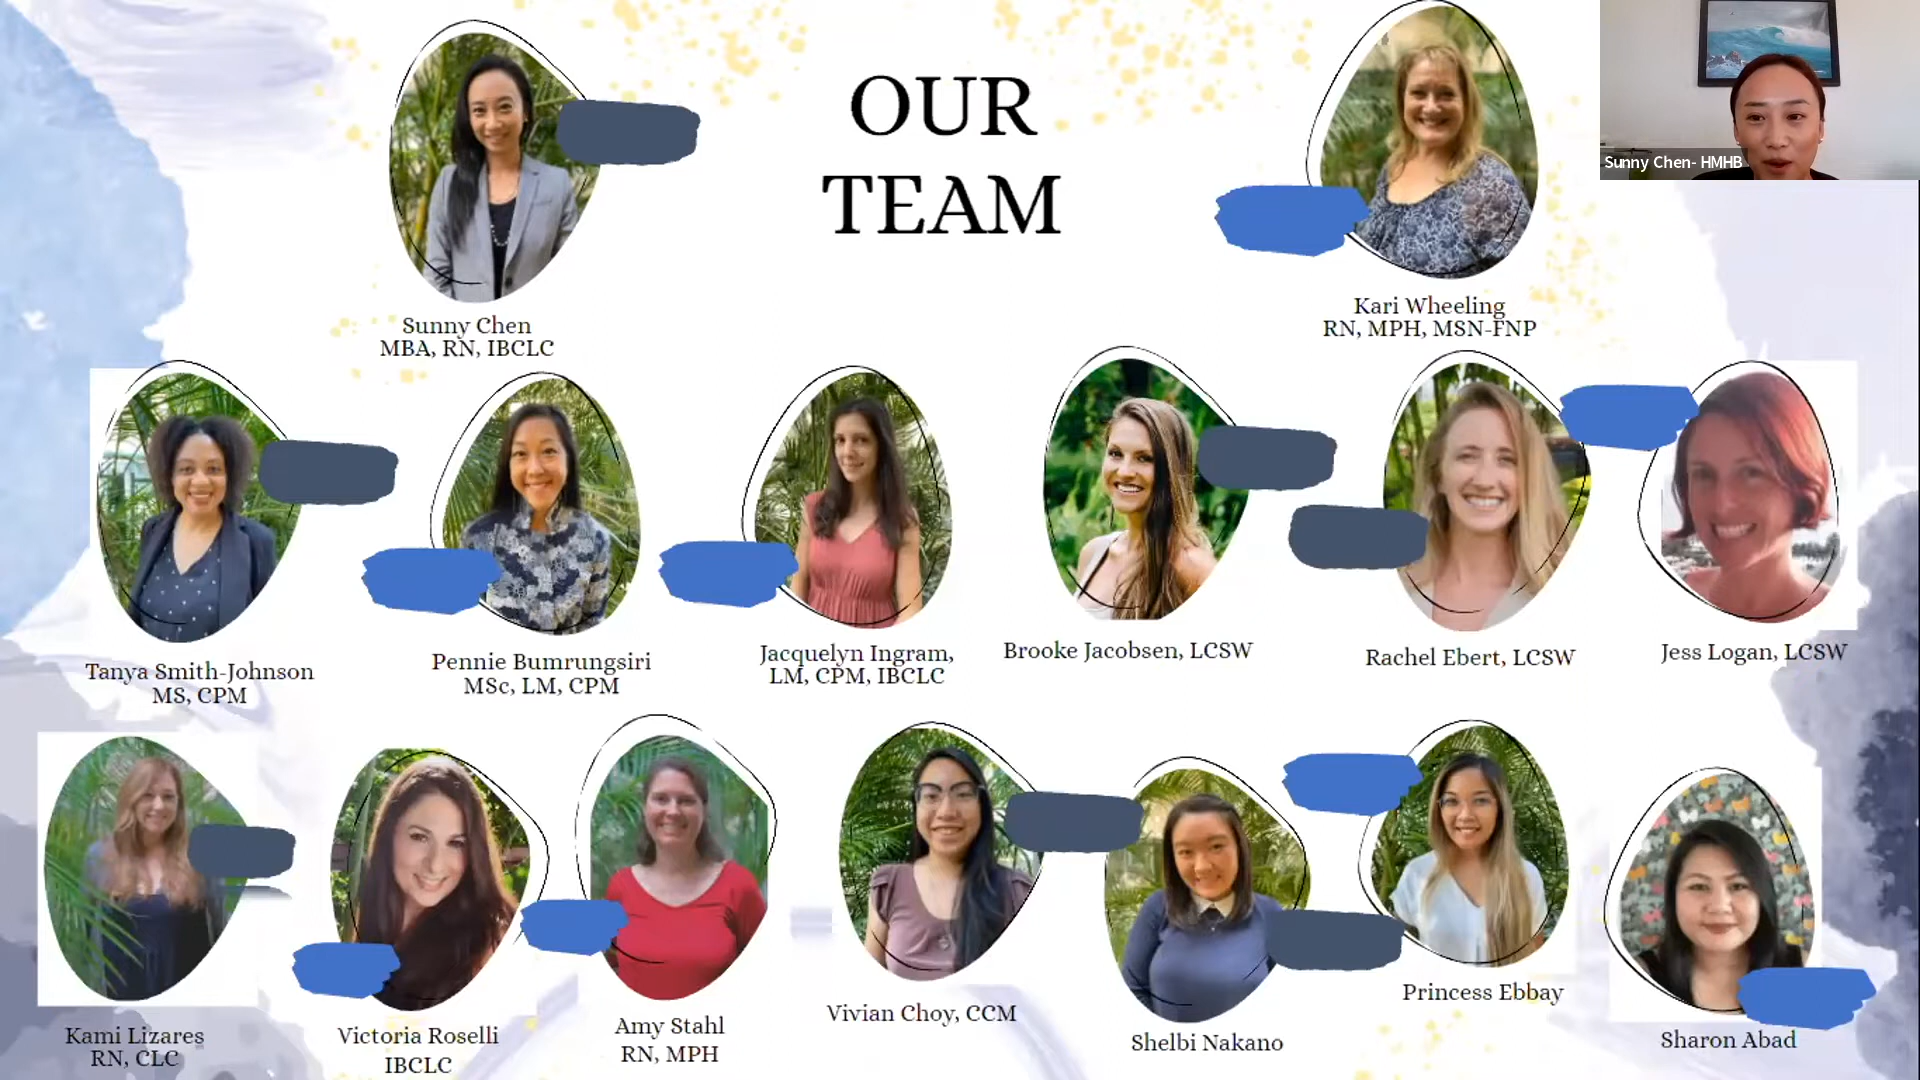 OUR
TEAM
Sunny Chen- HMHB
Sunny Chen
MBA, RN, IBCLC
Kari Wheeling
RN, MPH, MSN-FNP
Tanya Smith-Johnson
MS, CPM
Pennie Bumrungsiri
MSc, LM, CPM
Jacquelyn Ingram,
LM, CPM, IBCLC
Brooke Jacobsen, LCSW
Rachel Ebert, LCSW
Jess Logan, LCSW
Kami Lizares
RN, CLC
Victoria Roselli
IBCLC
Amy Stahl
RN, MPH
Vivian Choy, CCM
Shelbi Nakano
Princess Ebbay
Sharon Abad